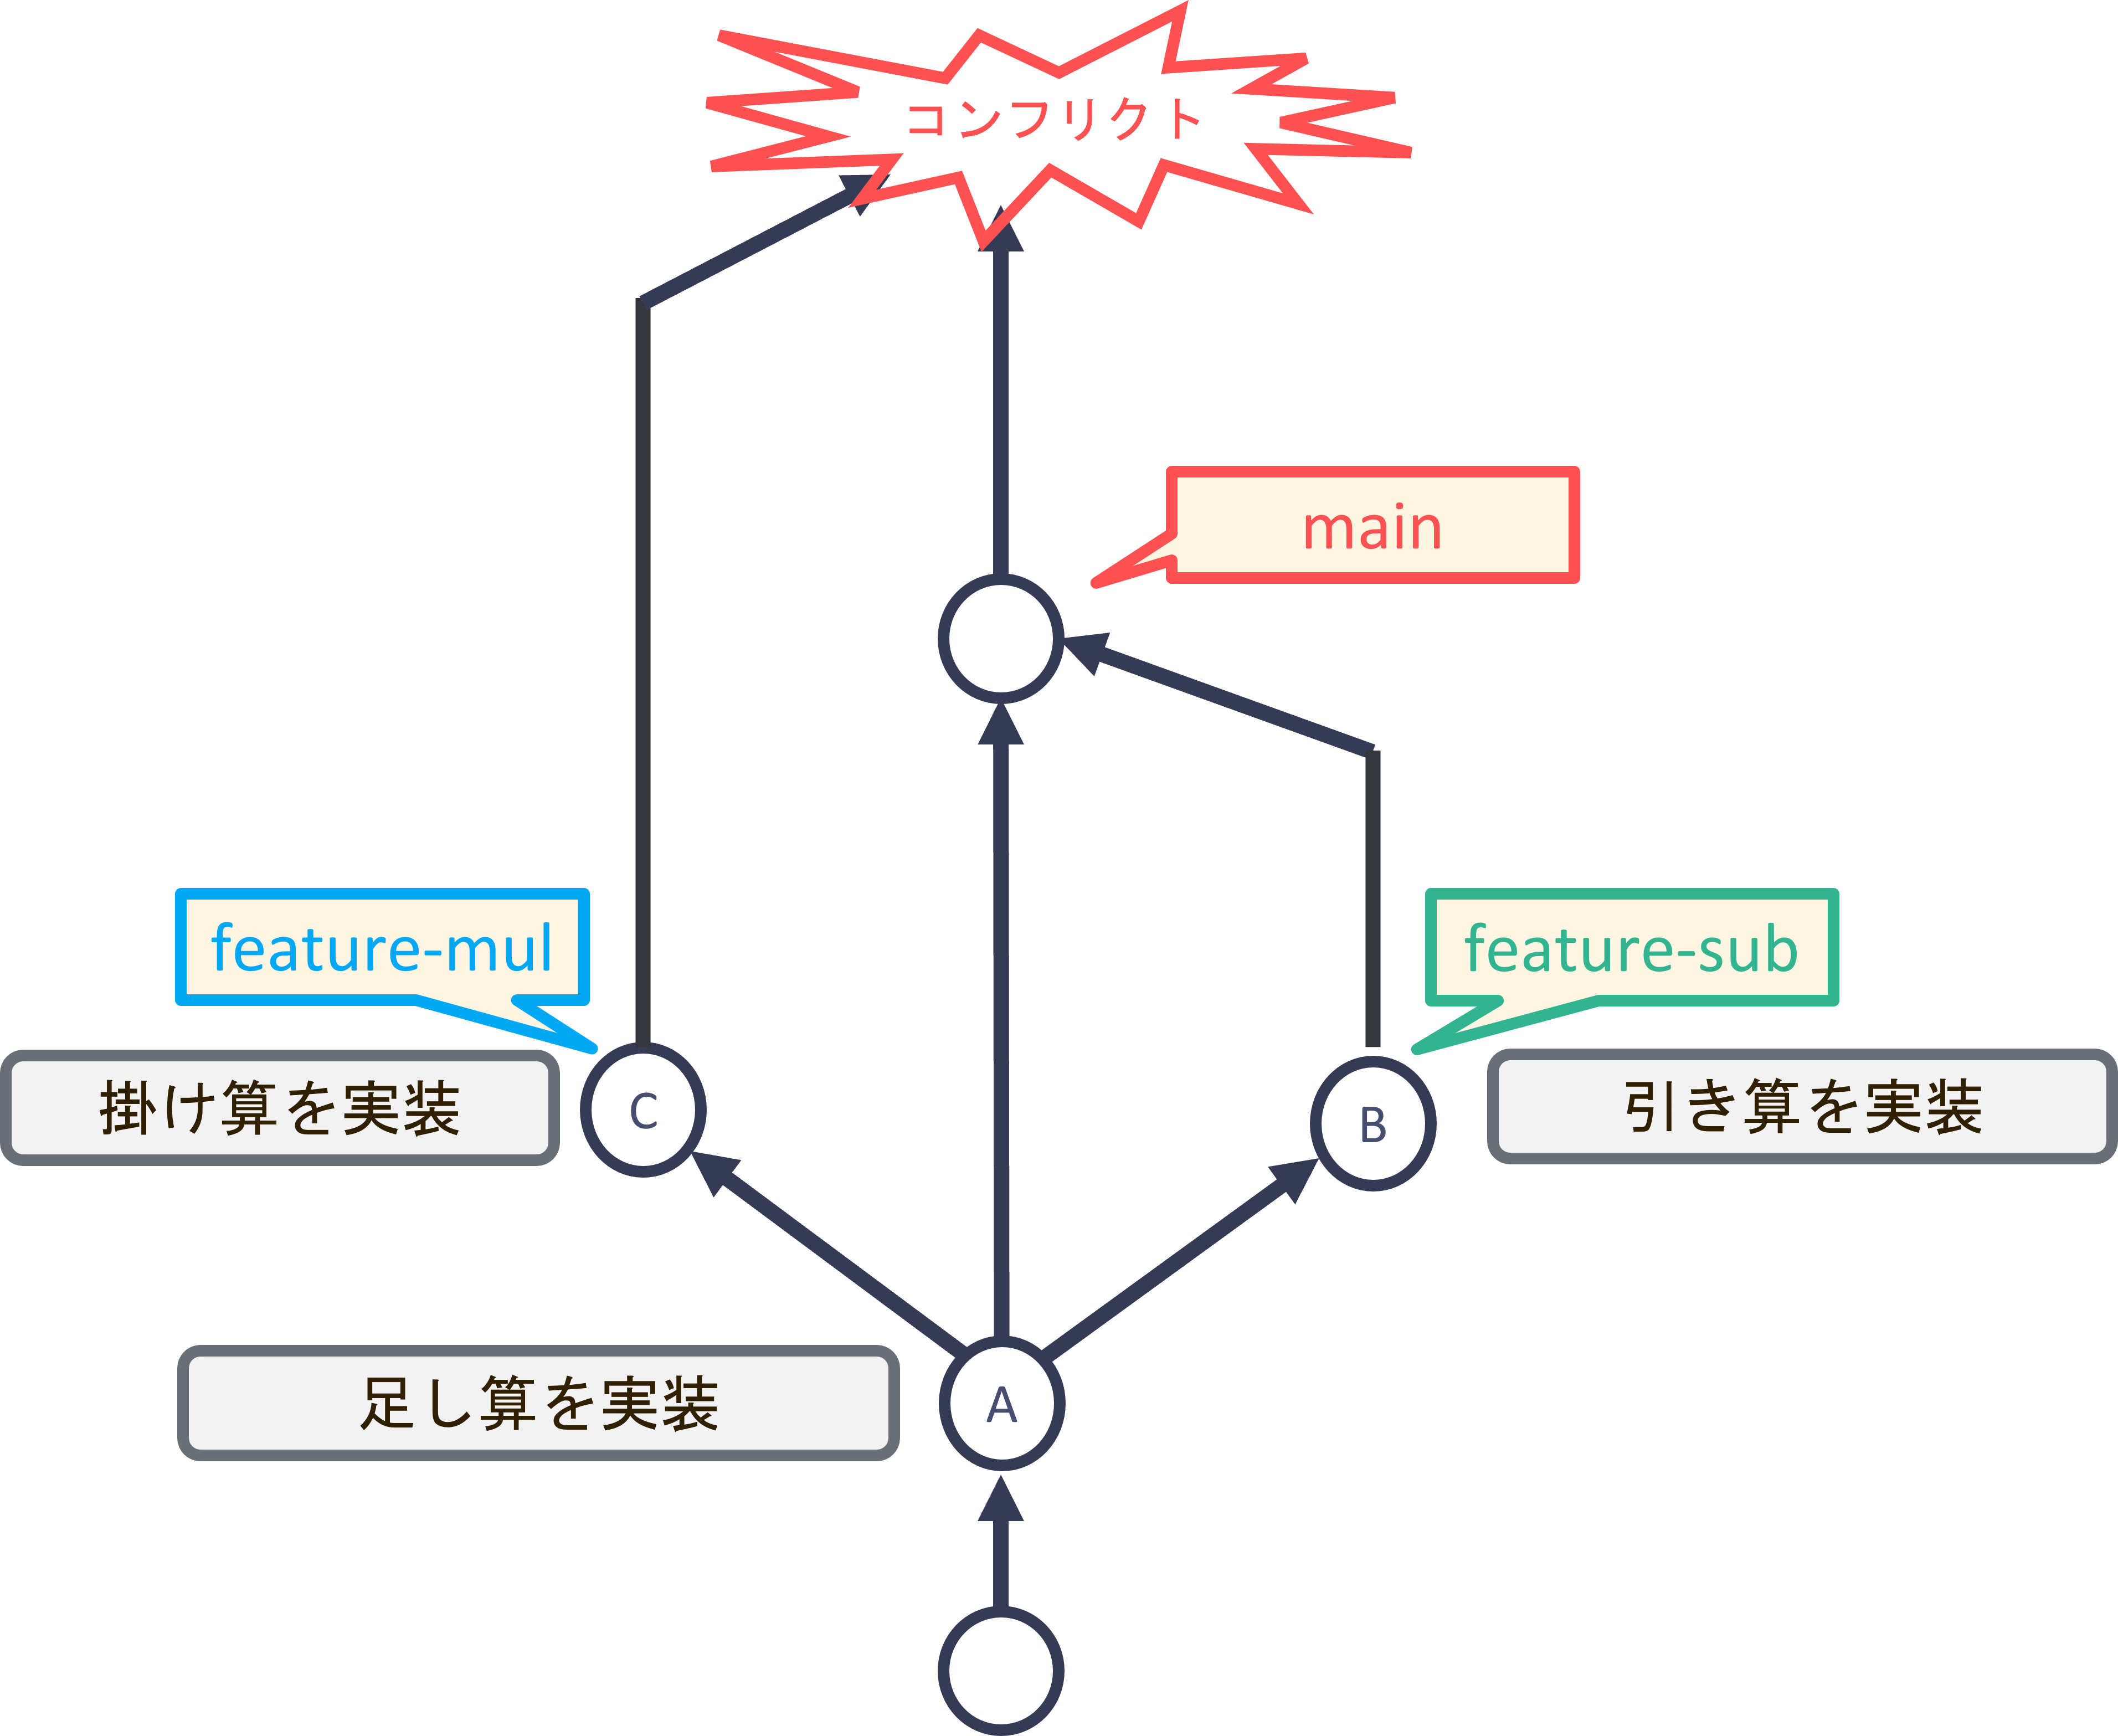 コンフリクト
main
feature-mul
feature-sub
掛け算を実装
C
B
引き算を実装
足し算を実装
A